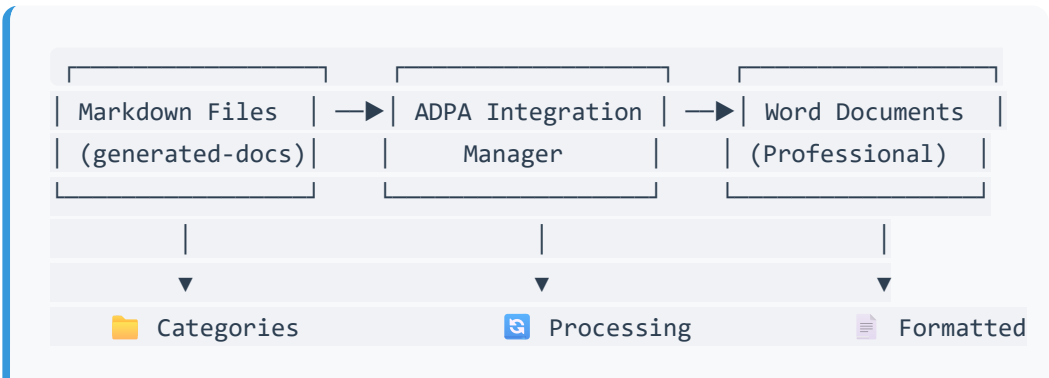 Markdown Files ──▶ ADPA Integration ──▶ Word Documents
(generated-docs) Manager (Professional)
▼ ▼ ▼
📁 Categories 🔄 Processing 📄 Formatted